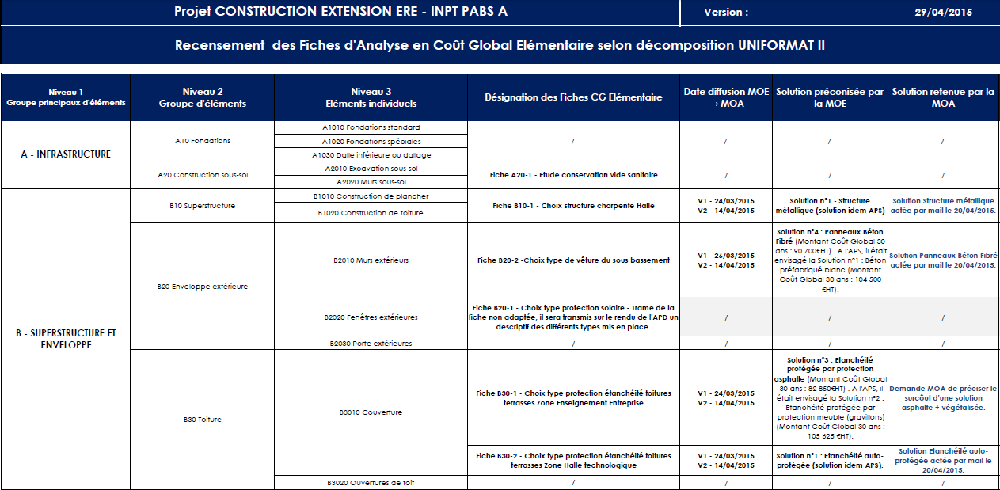 Projet CONSTRUCTION EXTENSION ERE - INPT PABS A
Version :
29/04/2015
Recensement des Fiches d'Analyse en Coût Global Elémentaire selon décomposition UNIFORMAT II
Niveau 1
Groupe principaux d'éléments
Niveau 2
Groupe d'éléments
Niveau 3
Eléments individuels
Désignation des Fiches CG Elémentaire
Date diffusion MOE
→ MOA
Solution préconisée par
la MOE
Solution retenue par la
MOA
A - INFRASTRUCTURE
A10 Fondations
A1010 Fondations standard
A1020 Fondations spéciales
A1030 Dalle inférieure ou dallage
/
/
/
/
A20 Construction sous-sol
A2010 Excavation sous-sol
A2020 Murs sous-sol
Fiche A20-1 - Etude conservation vide sanitaire
/
/
/
B - SUPERSTRUCTURE ET
ENVELOPPE
B10 Superstructure
B1010 Construction de plancher
B1020 Construction de toiture
Fiche B10-1 - Choix structure charpente Halle
V1 - 24/03/2015
V2 - 14/04/2015
Solution n°1 - Structure
métallique (solution idem APS)
Solution Structure métallique
actée par mail le 20/04/2015.
B20 Enveloppe extérieure
B2010 Murs extérieurs
Fiche B20-2 -Choix type de vêture du sous bassement
V1 - 26/03/2015
V2 - 14/04/2015
Solution n°4 : Panneaux Béton
Fibré (Montant Coût Global 30
ans : 90 700€HT) . A l'APS, il était
envisagé la Solution n°1 : Béton
préfabriqué blanc (Montant
Coût Global 30 ans : 104 500
€HT).
Solution Panneaux Béton Fibré
actée par mail le 20/04/2015.
B2020 Fenêtres extérieures
Fiche B20-1 - Choix type protection solaire - Trame de la
fiche non adaptée, il sera transmis sur le rendu de l'APD un
descriptif des différents types mis en place.
/
/
/
B2030 Porte extérieures
/
/
/
/
B30 Toiture
B3010 Couverture
Fiche B30-1 - Choix type protection étanchéité toitures
terrasses Zone Enseignement Entreprise
V1 - 24/03/2015
V2 - 14/04/2015
Solution n°3 : Etanchéité
protégée par protection
asphalte (Montant Coût Global
30 ans : 82 850€HT) . A l'APS, il
était envisagé la Solution n°2 :
Etanchéité protégée par
protection meuble (gravillons)
(Montant Coût Global 30 ans :
105 625 €HT).
Demande MOA de préciser le
surcôut d'une solution
asphalte + végétalisée.
Fiche B30-2 - Choix type protection étanchéité toitures
terrasses Zone Halle technologique
V1 - 24/03/2015
V2 - 14/04/2015
Solution n°1 : Etanchéité auto-
protégée (solution idem APS).
Solution Etanchéité auto-
protégée actée par mail le
20/04/2015.
B3020 Ouvertures de toit
/
/
/
/